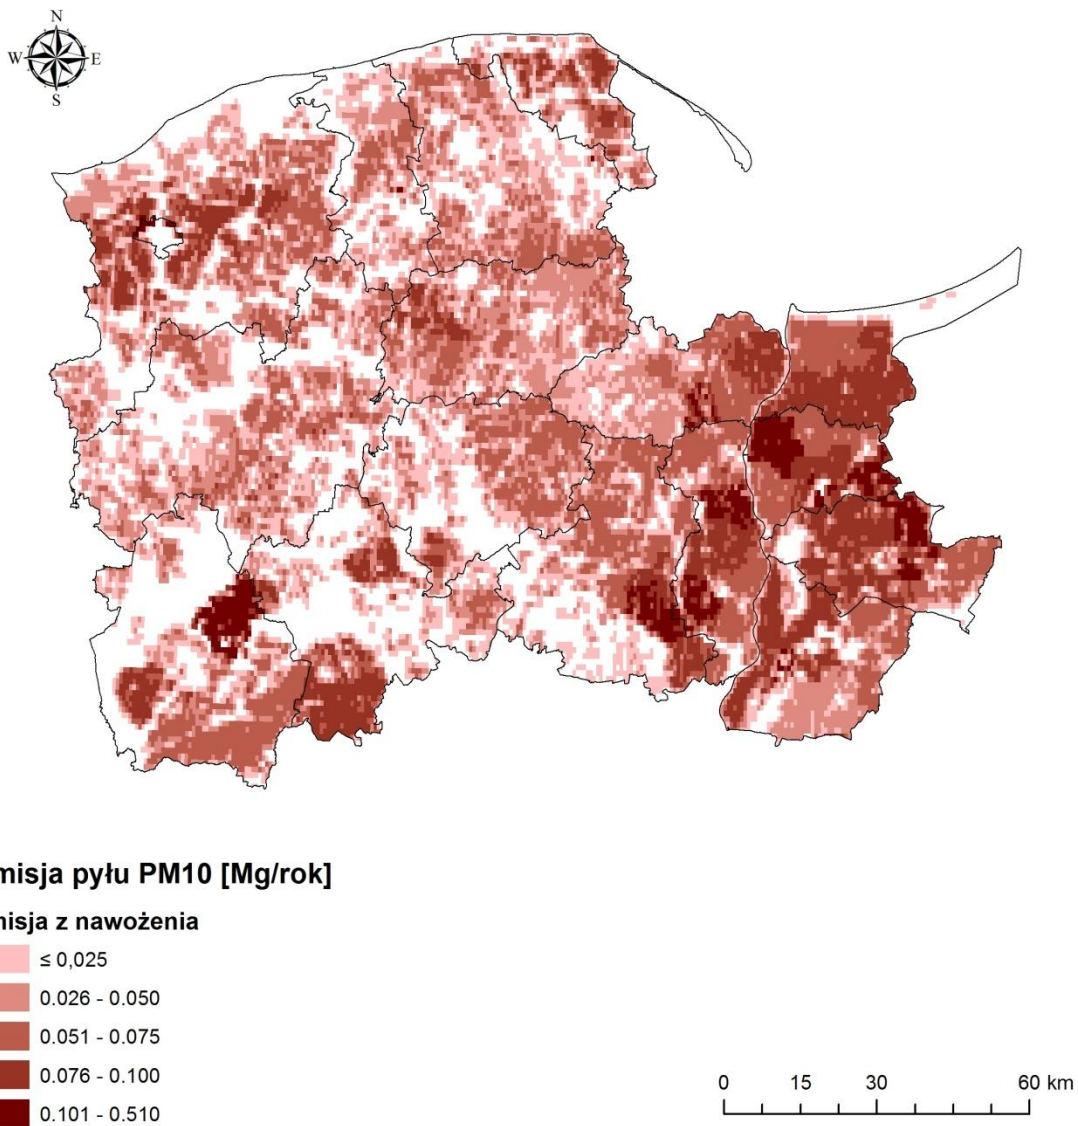 N
W E
S
misja pyłu PM10 [Mg/rok]
nisja z nawożenia
≤ 0,025
0.026 - 0.050
0.051 - 0.075
0.076 - 0.100
0.101 - 0.510
0 15 30 60 km